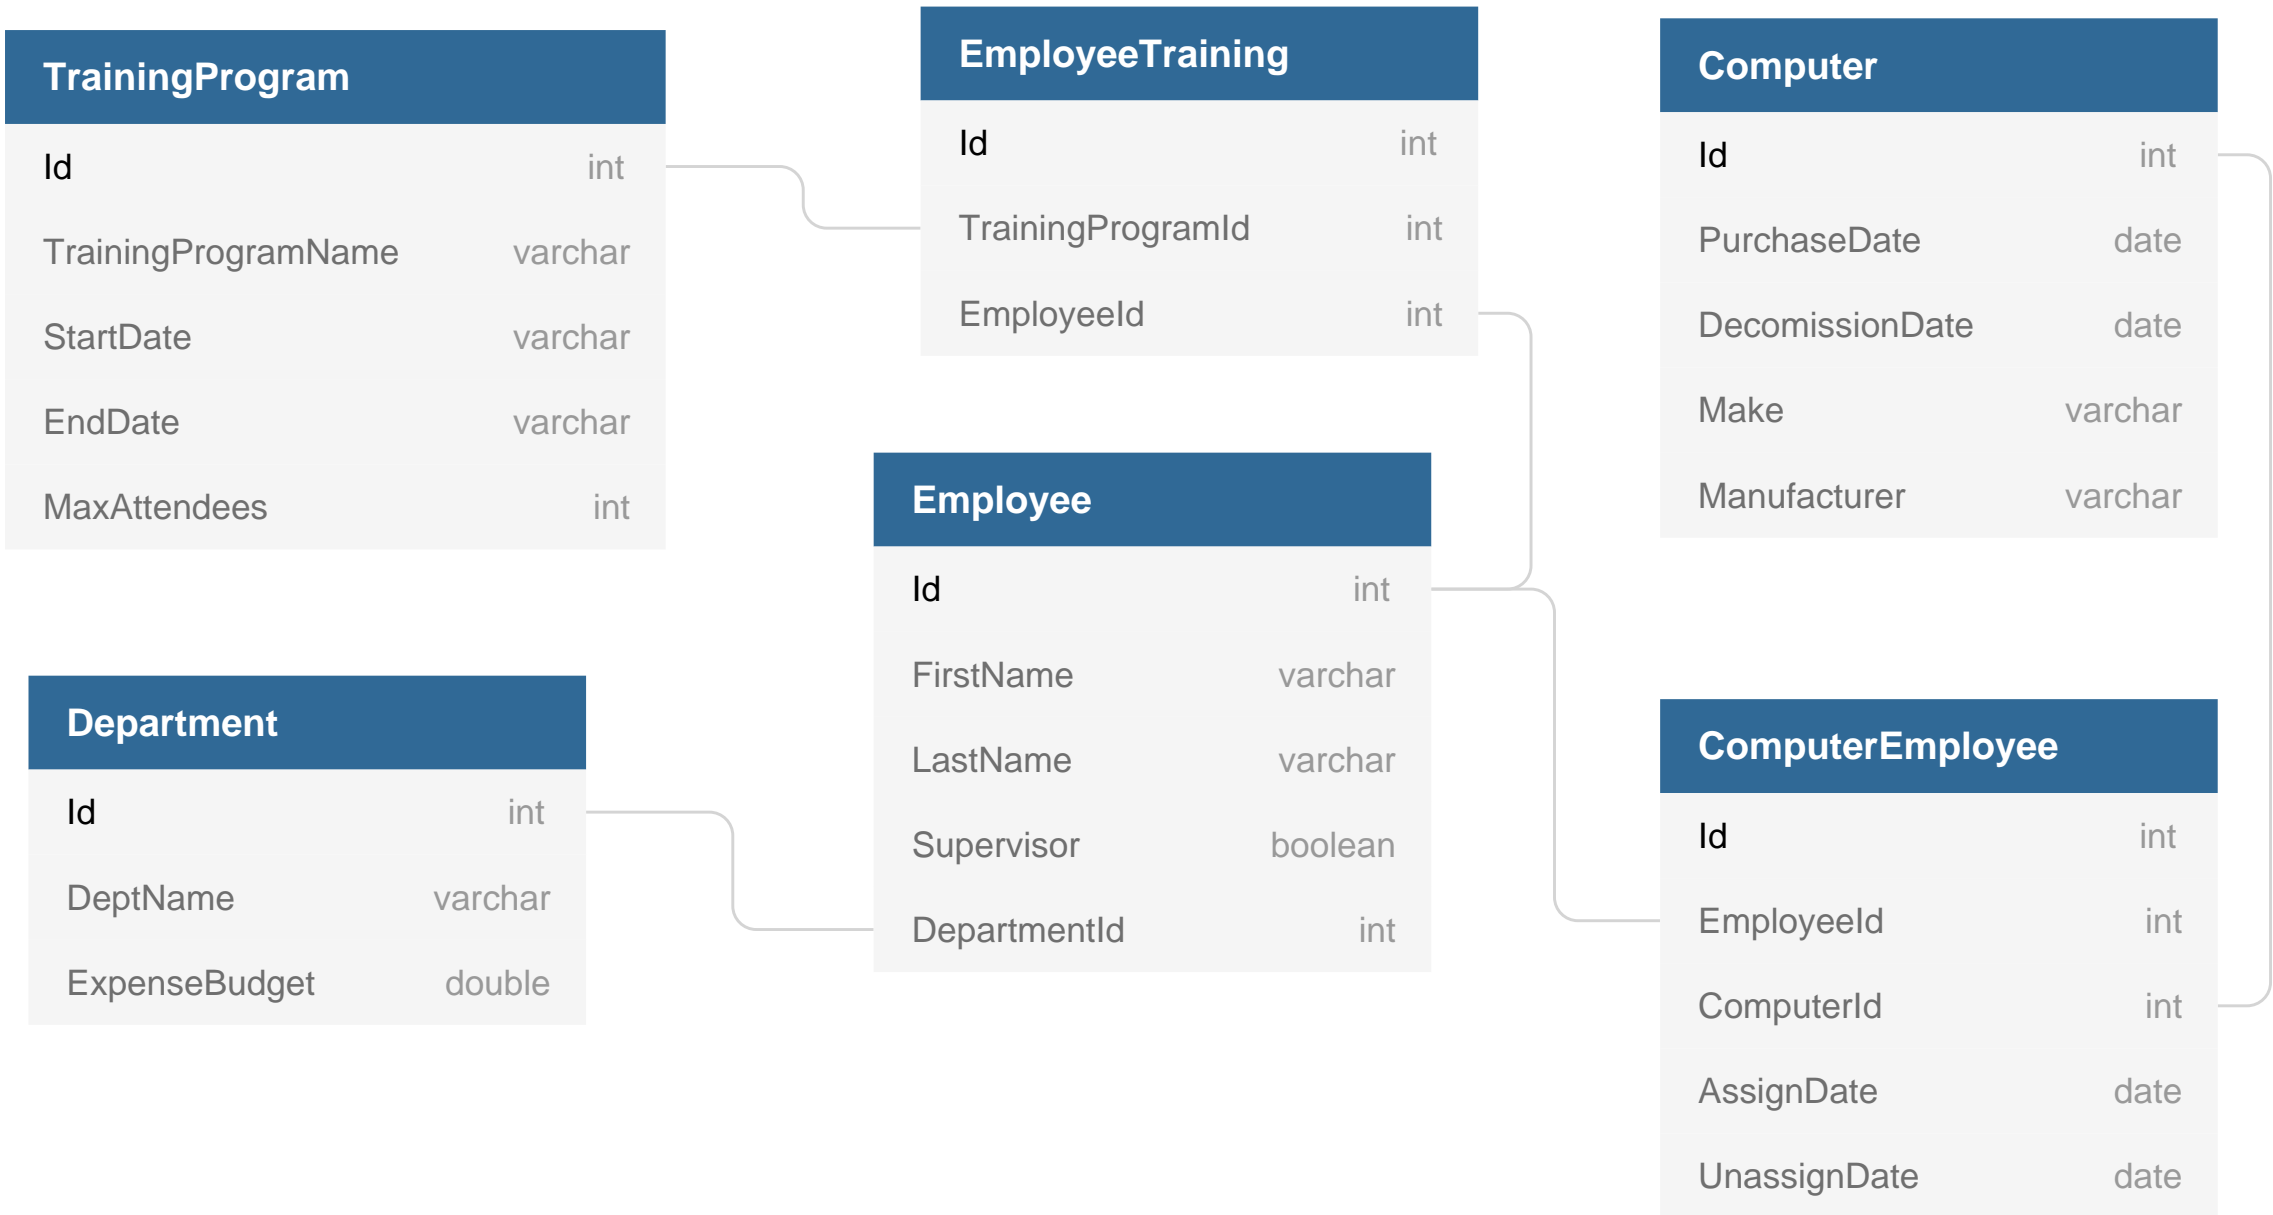 TrainingProgram
Id int
TrainingProgramName varchar
StartDate varchar
EndDate varchar
MaxAttendees int
EmployeeTraining
Id int
TrainingProgramId int
EmployeeId int
Computer
Id int
PurchaseDate date
DecomissionDate date
Make varchar
Manufacturer varchar
Employee
Id int
FirstName varchar
LastName varchar
Supervisor boolean
DepartmentId int
Department
Id int
DeptName varchar
ExpenseBudget double
ComputerEmployee
Id int
EmployeeId int
ComputerId int
AssignDate date
UnassignDate date